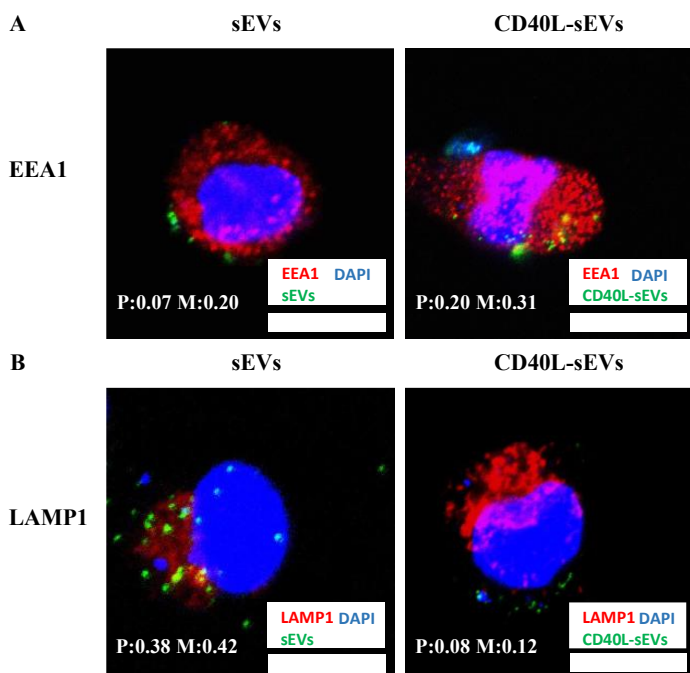 A sEVs CD40L-sEVs
EEA1
P:0.07 M:0.20
EEA1 DAPI
sEVs
P:0.20 M:0.31
EEA1 DAPI
CD40L-sEVs
B sEVs CD40L-sEVs
LAMP1
P:0.38 M:0.42
LAMP1 DAPI
sEVs
P:0.08 M:0.12
LAMP1 DAPI
CD40L-sEVs